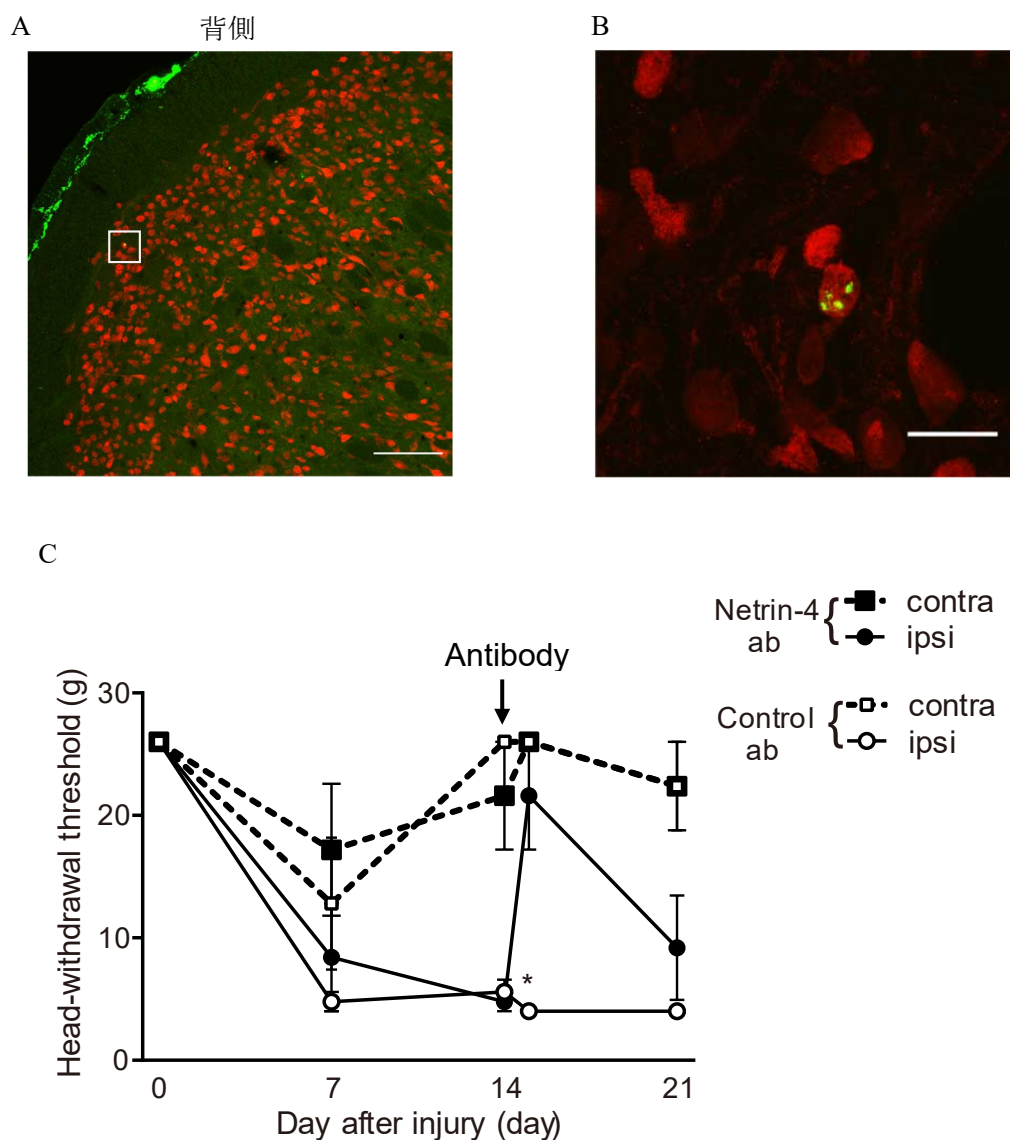 A
背側
B
C
Netrin-4 ab
contra
ipsi
Control ab
contra
ipsi
Antibody
Head-withdrawal threshold (g)
30
20
10
0
*
0 7 14 21
Day after injury (day)